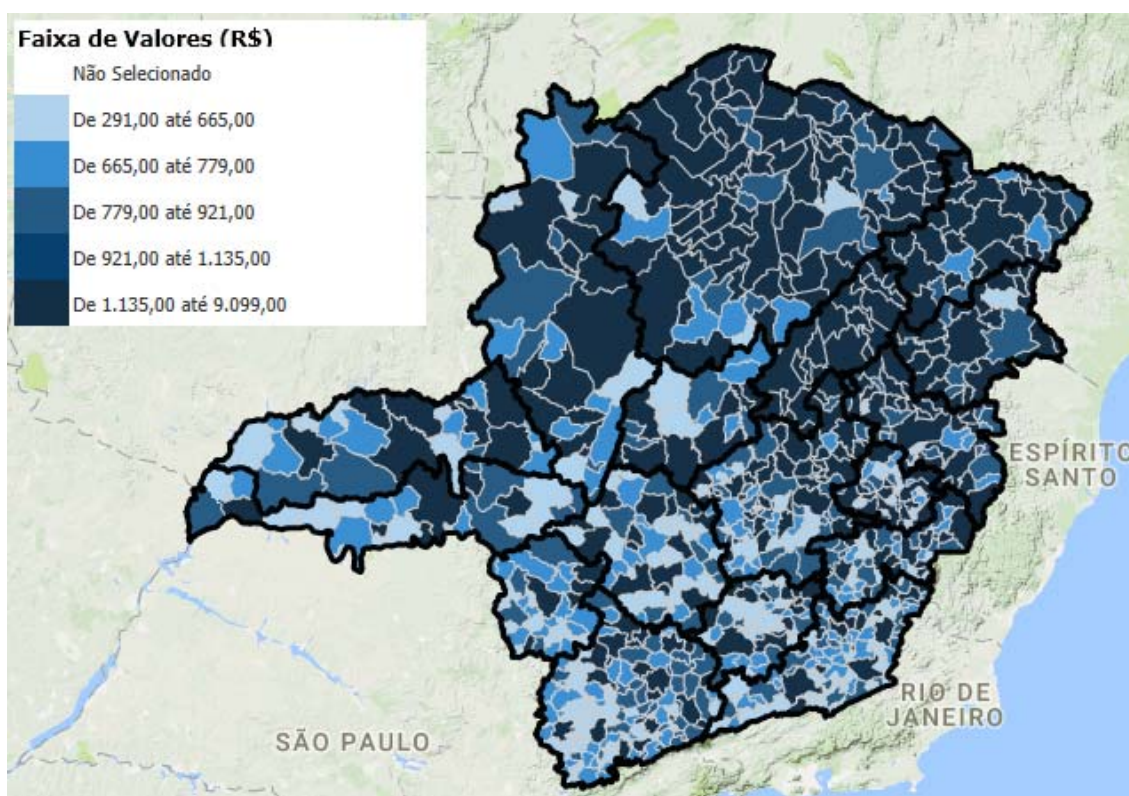 Faixa de Valores (R$)
Não Selecionado
De 291,00 até 665,00
De 665,00 até 779,00
De 779,00 até 921,00
De 921,00 até 1.135,00
De 1.135,00 até 9.099,00
ESPÍRITO
SANTO
RIO DE
JANEIRO
SÃO PAULO